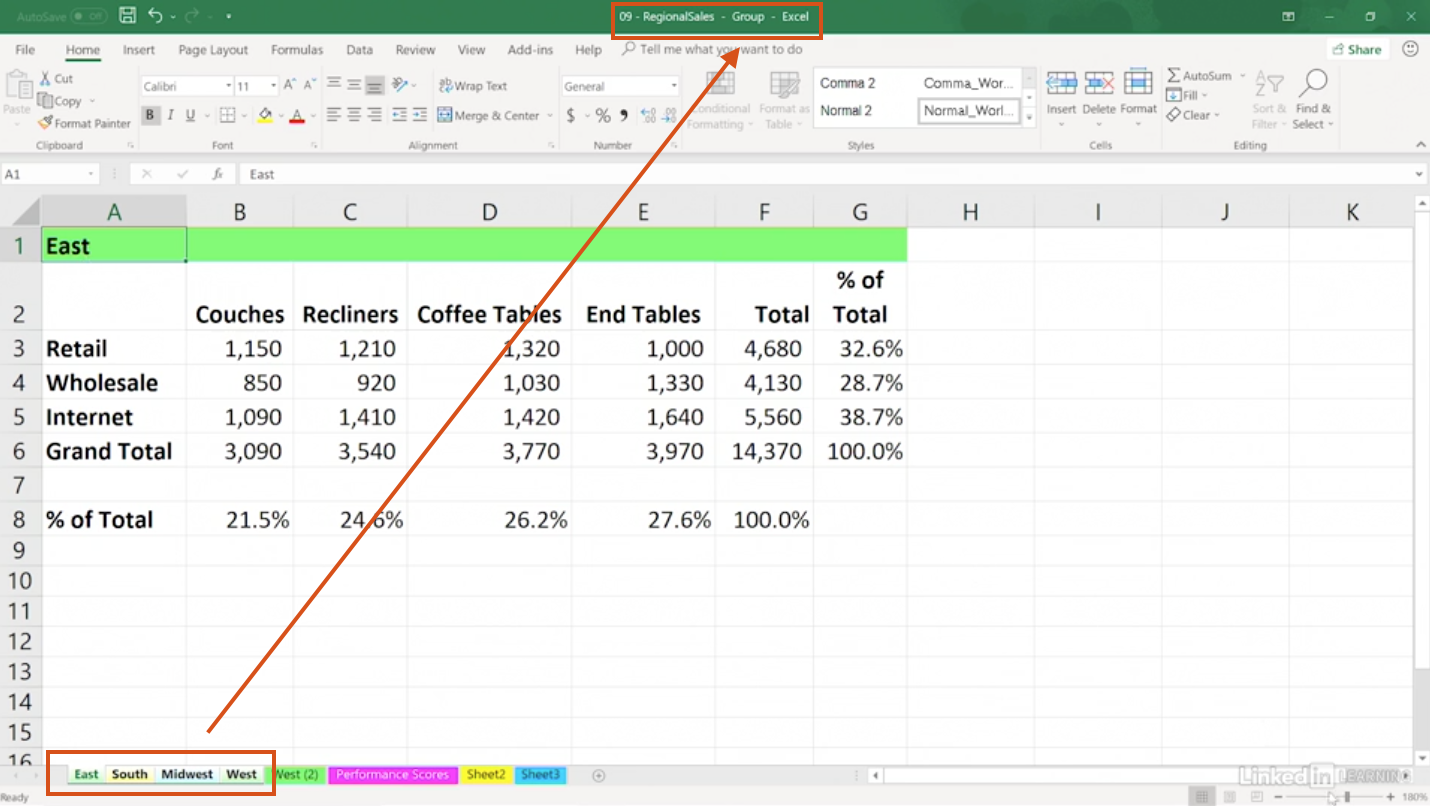 AutoSave Off 09 - RegionalSales - Group - Excel
File Home Insert Page Layout Formulas Data Review View Add-ins Help Tell me what you want to do Share
Cut
Copy
Format Painter
Paste
Clipboard
Calibri 11
B I U
Font
Wrap Text
Merge & Center
Alignment
General
$ % ,
Number
Conditional Formatting
Format as Table
Comma 2 Comma_Wor...
Normal 2 Normal_Worl...
Styles
Insert Delete Format
Cells
AutoSum
Fill
Clear
Sort & Filter
Find & Select
Editing
A1 fx East
A B C D E F G H I J K
1 East
2 Couches Recliners Coffee Tables End Tables Total % of Total
3 Retail 1,150 1,210 1,320 1,000 4,680 32.6%
4 Wholesale 850 920 1,030 1,330 4,130 28.7%
5 Internet 1,090 1,410 1,420 1,640 5,560 38.7%
6 Grand Total 3,090 3,540 3,770 3,970 14,370 100.0%
7
8 % of Total 21.5% 24.6% 26.2% 27.6% 100.0%
9
10
11
12
13
14
15
16
East South Midwest West West (2) Performance Scores Sheet2 Sheet3
Linked in LEARNING
Ready 180%